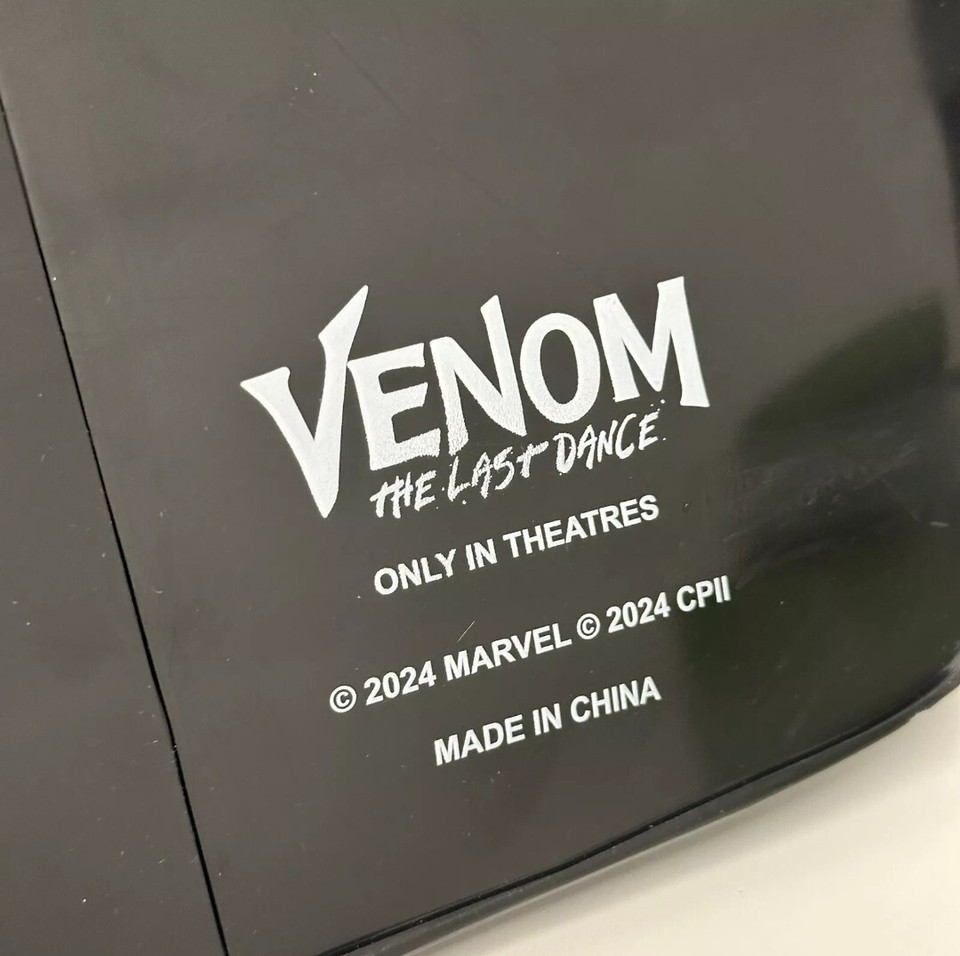 VENOM
THE LAST DANCE
ONLY IN THEATRES
© 2024 MARVEL © 2024 CPII
MADE IN CHINA